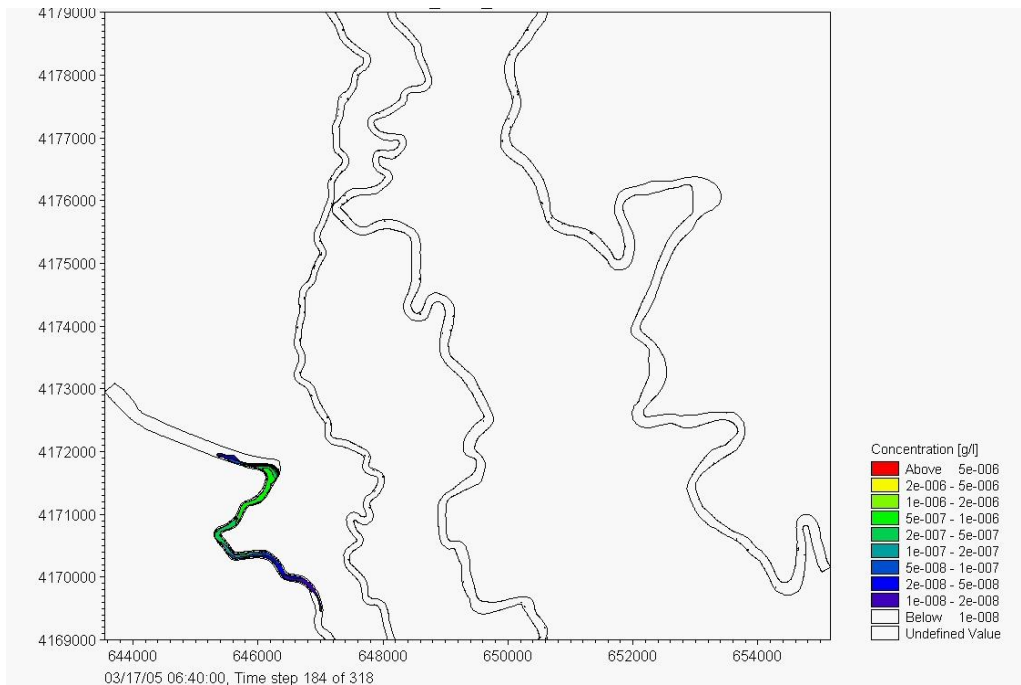 4179000
4178000
4177000
4176000
4175000
4174000
4173000
4172000
4171000
4170000
4169000
644000 646000 648000 650000 652000 654000
03/17/05 06:40:00, Time step 184 of 318
Concentration [g/l]
Above 5e-006
2e-006 - 5e-006
1e-006 - 2e-006
5e-007 - 1e-006
2e-007 - 5e-007
1e-007 - 2e-007
5e-008 - 1e-007
2e-008 - 5e-008
1e-008 - 2e-008
Below 1e-008
Undefined Value